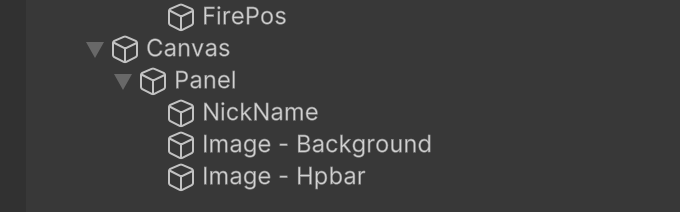 FirePos
Canvas
Panel
NickName
Image - Background
Image - Hpbar